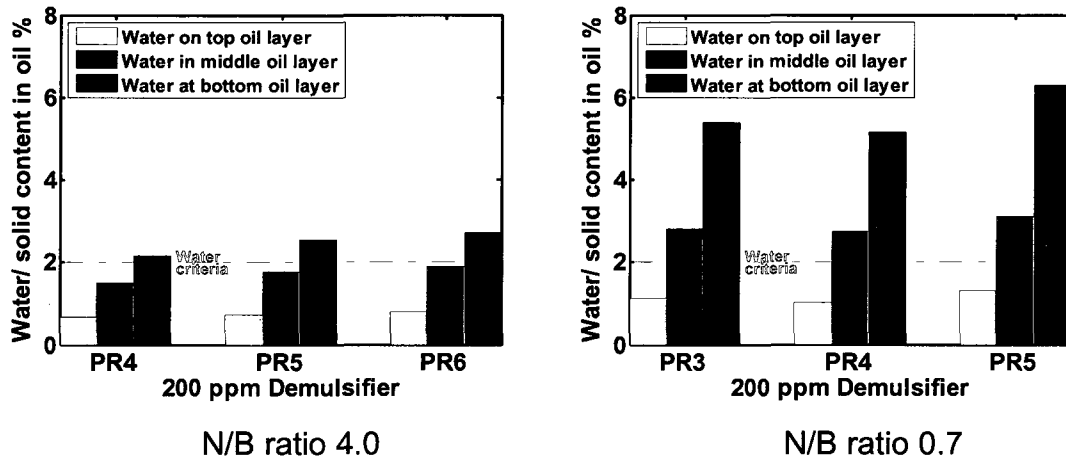 Water/ solid content in oil %
8
6
4
2
0
Water on top oil layer
Water in middle oil layer
Water at bottom oil layer
Water
criteria
PR4 PR5 PR6
200 ppm Demulsifier
N/B ratio 4.0
Water/ solid content in oil %
8
6
4
2
0
Water on top oil layer
Water in middle oil layer
Water at bottom oil layer
Water
criteria
PR3 PR4 PR5
200 ppm Demulsifier
N/B ratio 0.7